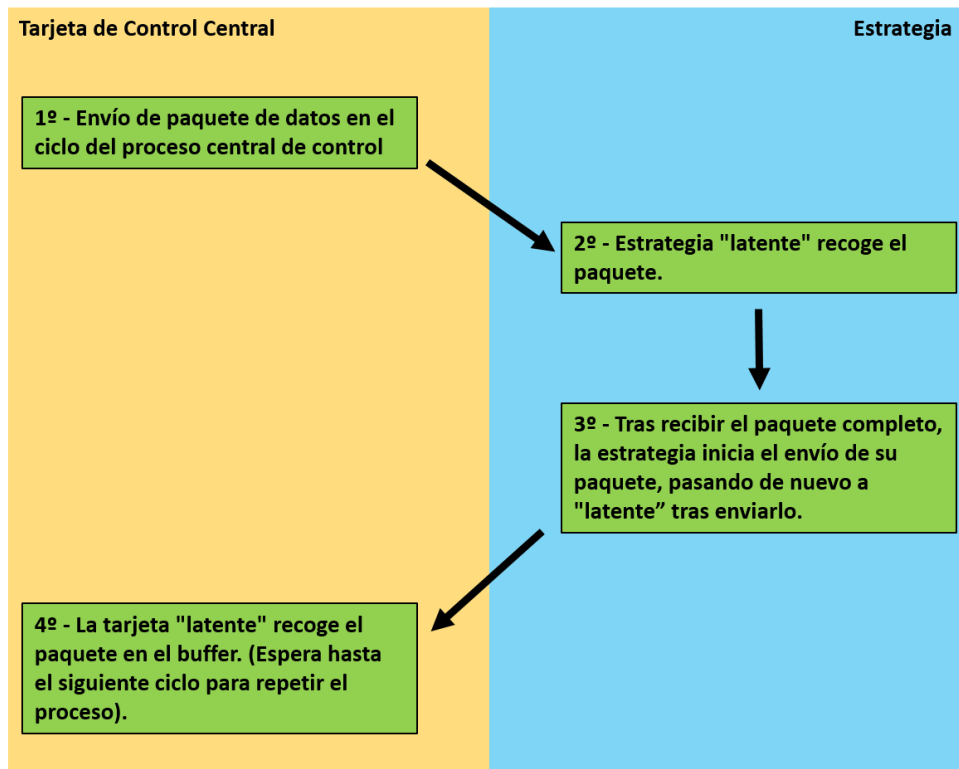 Tarjeta de Control Central
Estrategia
1º - Envío de paquete de datos en el
ciclo del proceso central de control
2º - Estrategia "latente" recoge el
paquete.
3º - Tras recibir el paquete completo,
la estrategia inicia el envío de su
paquete, pasando de nuevo a
"latente” tras enviarlo.
4º - La tarjeta "latente" recoge el
paquete en el buffer. (Espera hasta
el siguiente ciclo para repetir el
proceso).